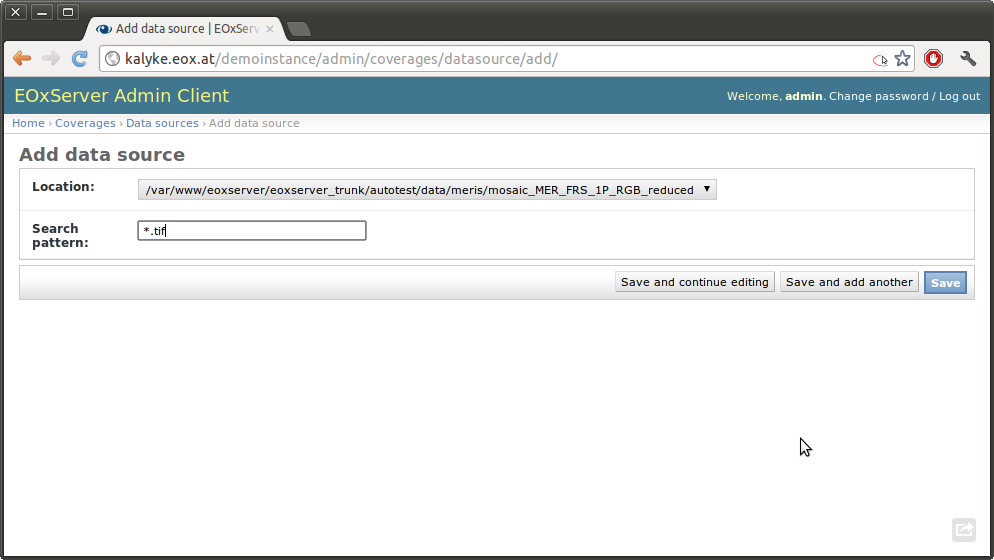 Add data source | EOxServ
kalyke.eox.at/demoinstance/admin/coverages/datasource/add/
EOxServer Admin Client
Welcome, admin. Change password / Log out
Home › Coverages › Data sources › Add data source
Add data source
Location: /var/www/eoxserver/eoxserver_trunk/autotest/data/meris/mosaic_MER_FRS_1P_RGB_reduced
Search pattern: *.tif
Save and continue editing Save and add another Save